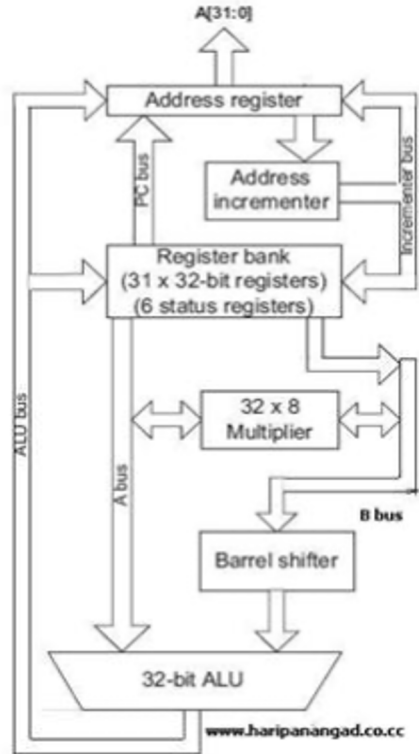 A[31:0]
Address register
PC bus
Incrementer bus
Address
incrementer
Register bank
(31 x 32-bit registers)
(6 status registers)
ALU bus
A bus
32 x 8
Multiplier
B bus
Barrel shifter
32-bit ALU
www.haripanangad.co.cc